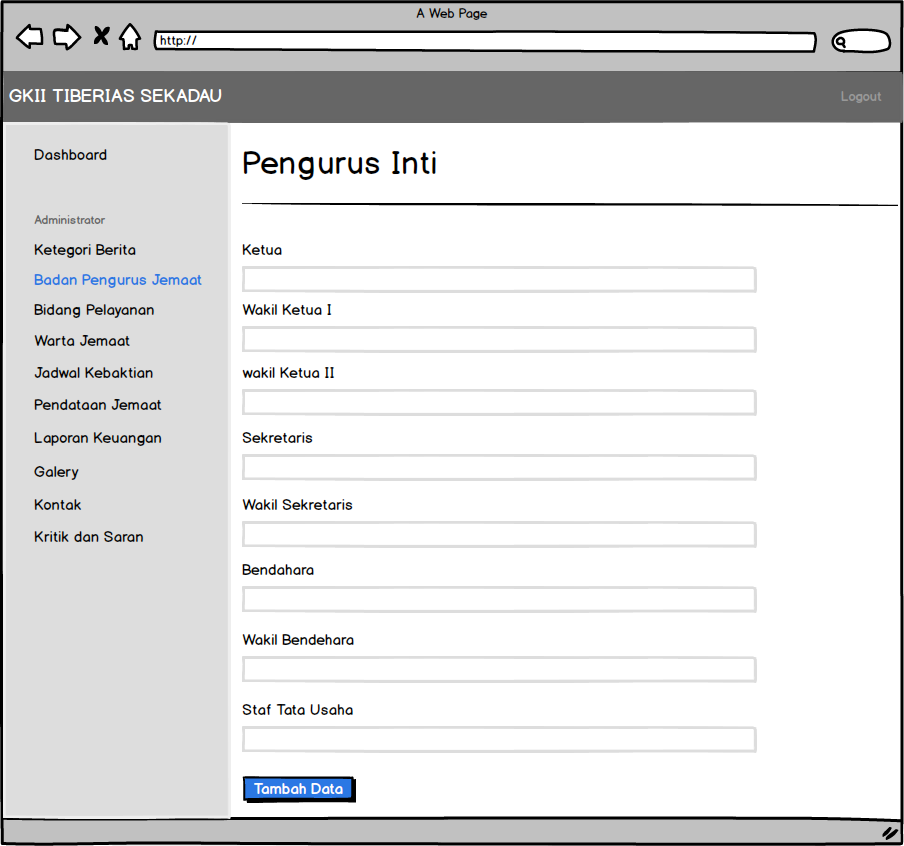 A Web Page
http://
GKII TIBERIAS SEKADAU
Logout
Dashboard
Administrator
Ketegori Berita
Badan Pengurus Jemaat
Bidang Pelayanan
Warta Jemaat
Jadwal Kebaktian
Pendataan Jemaat
Laporan Keuangan
Galery
Kontak
Kritik dan Saran
Pengurus Inti
Ketua
Wakil Ketua I
wakil Ketua II
Sekretaris
Wakil Sekretaris
Bendahara
Wakil Bendehara
Staf Tata Usaha
Tambah Data